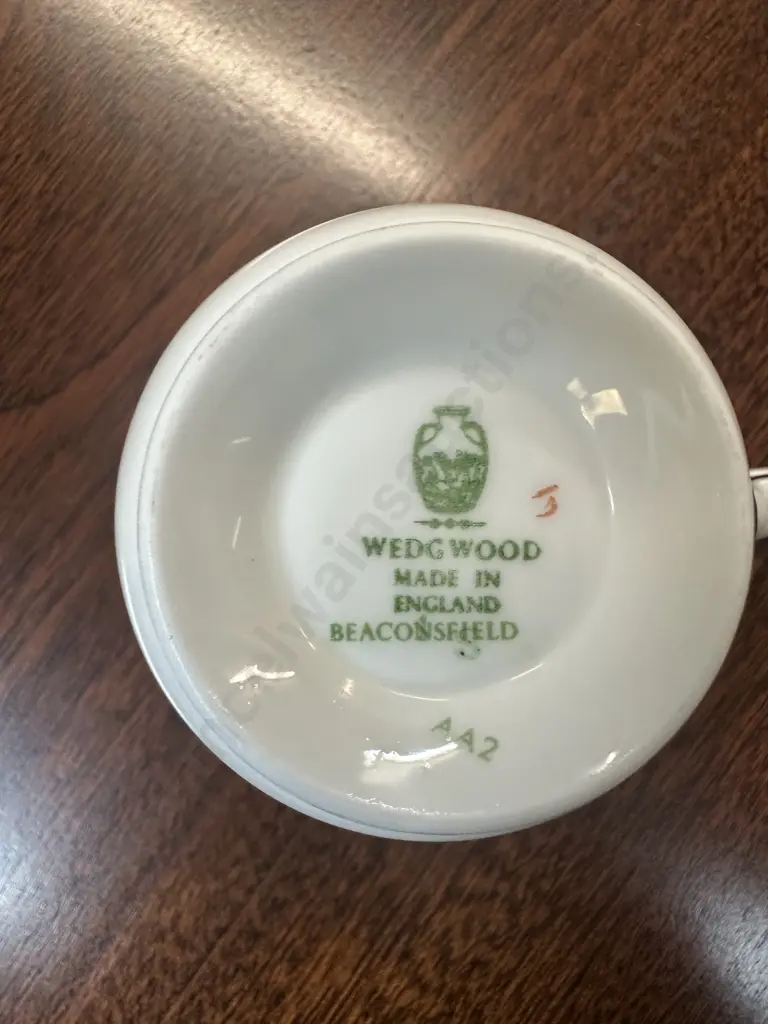 WEDGWOOD
MADE IN
ENGLAND
BEACONSFIELD
AA2